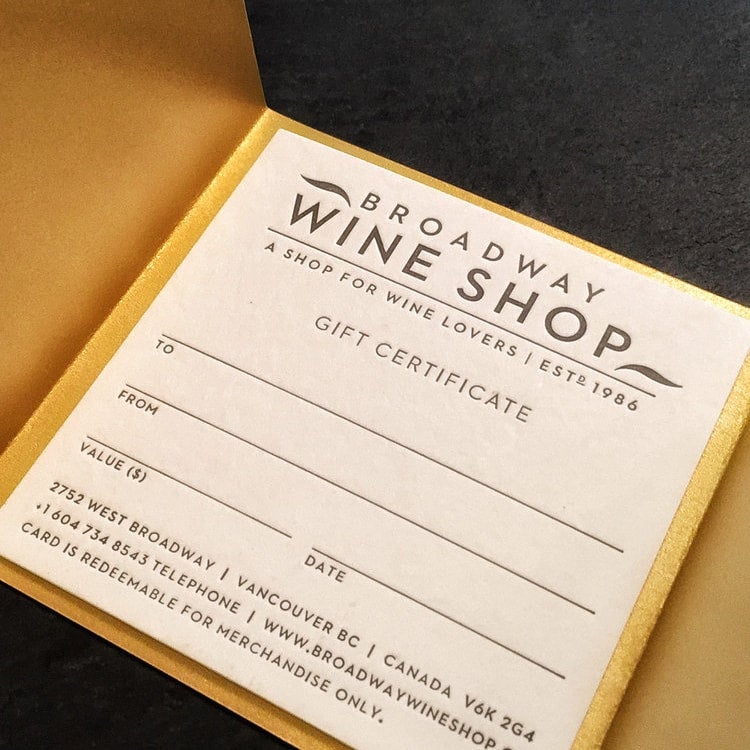 BROADWAY
WINE SHOP
A SHOP FOR WINE LOVERS | ESTD 1986
GIFT CERTIFICATE
TO
FROM
VALUE ($)
DATE
2752 WEST BROADWAY | VANCOUVER BC | CANADA V6K 2G4
+1 604 734 8543 TELEPHONE | WWW.BROADWAYWINESHOP.
CARD IS REDEEMABLE FOR MERCHANDISE ONLY.